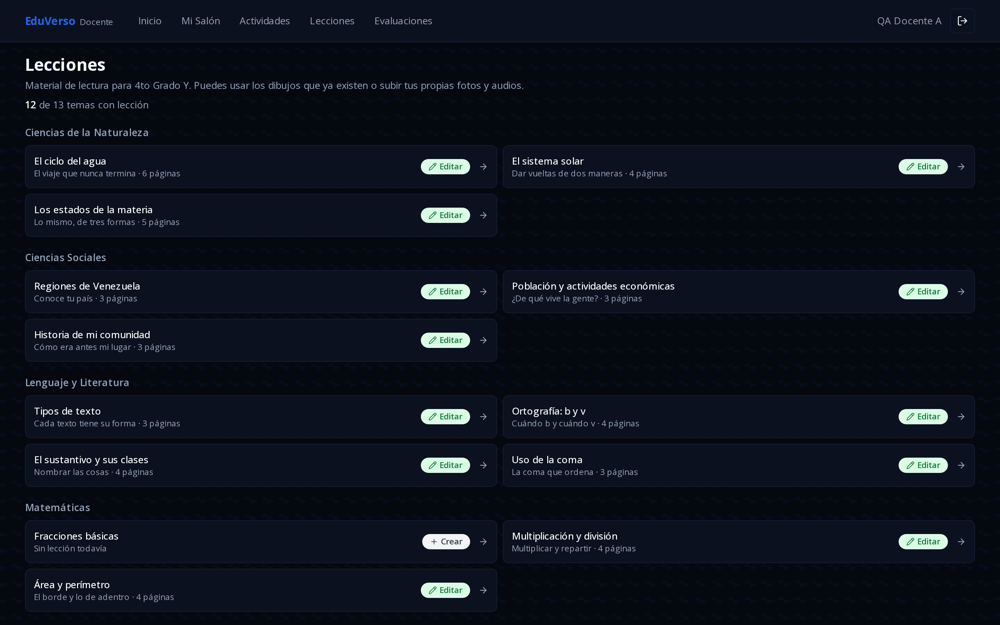 EduVerso Docente Inicio Mi Salón Actividades Lecciones Evaluaciones QA Docente A
Lecciones
Material de lectura para 4to Grado Y. Puedes usar los dibujos que ya existen o subir tus propias fotos y audios.
12 de 13 temas con lección
Ciencias de la Naturaleza
El ciclo del agua
El viaje que nunca termina · 6 páginas
Editar
El sistema solar
Dar vueltas de dos maneras · 4 páginas
Editar
Los estados de la materia
Lo mismo, de tres formas · 5 páginas
Editar
Ciencias Sociales
Regiones de Venezuela
Conoce tu país · 3 páginas
Editar
Población y actividades económicas
¿De qué vive la gente? · 3 páginas
Editar
Historia de mi comunidad
Cómo era antes mi lugar · 3 páginas
Editar
Lenguaje y Literatura
Tipos de texto
Cada texto tiene su forma · 3 páginas
Editar
Ortografía: b y v
Cuándo b y cuándo v · 4 páginas
Editar
El sustantivo y sus clases
Nombrar las cosas · 4 páginas
Editar
Uso de la coma
La coma que ordena · 3 páginas
Editar
Matemáticas
Fracciones básicas
Sin lección todavía
+ Crear
Multiplicación y división
Multiplicar y repartir · 4 páginas
Editar
Área y perímetro
El borde y lo de adentro · 4 páginas
Editar